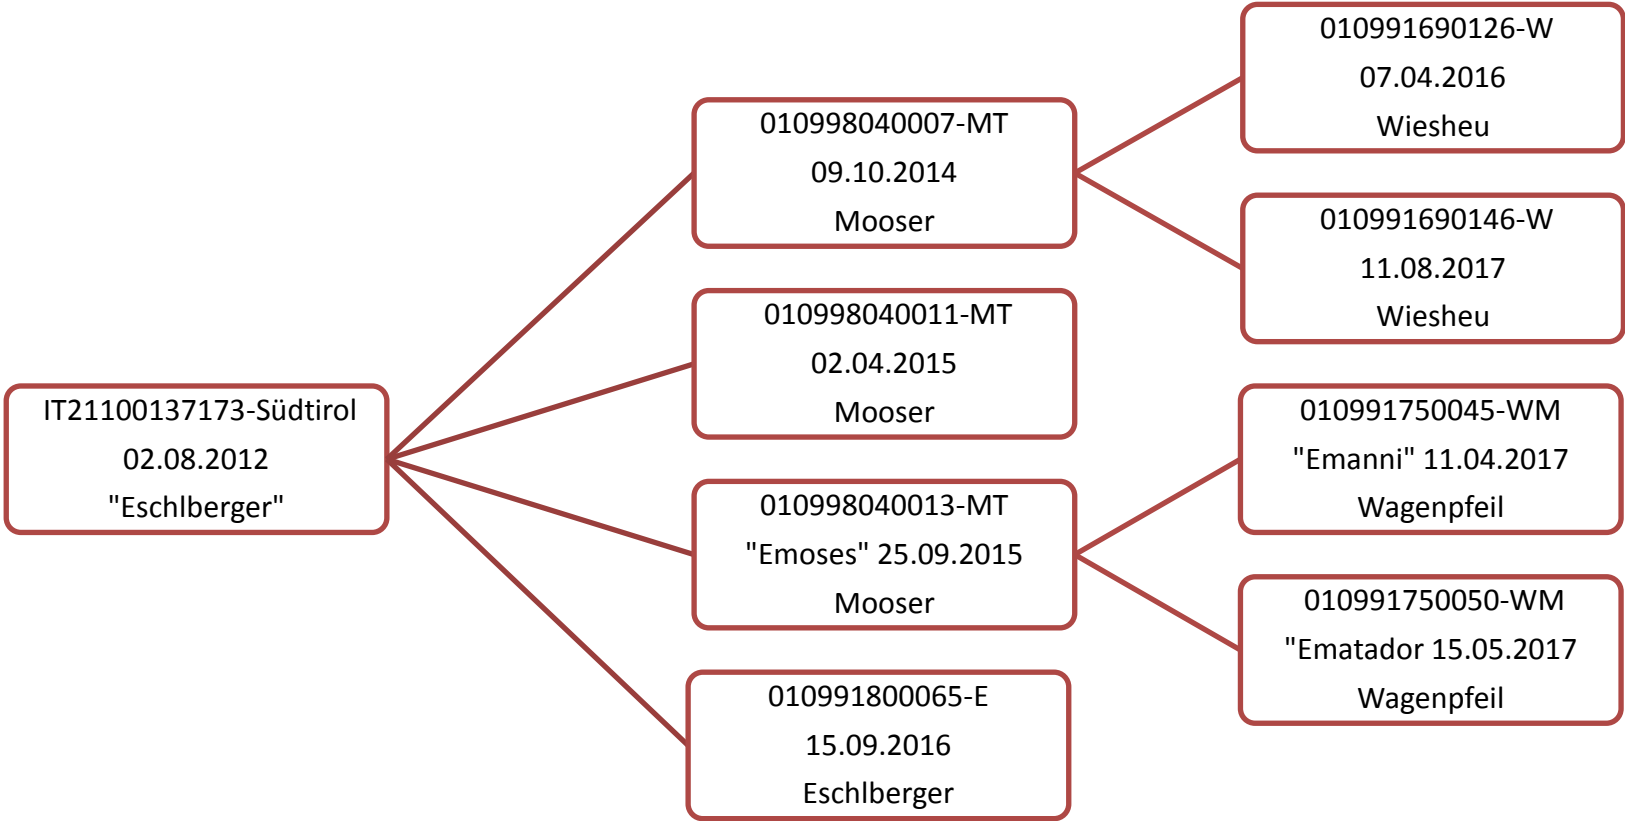 IT21100137173-Südtirol
02.08.2012
"Eschlberger"
010998040007-MT
09.10.2014
Mooser
010998040011-MT
02.04.2015
Mooser
010998040013-MT
"Emoses" 25.09.2015
Mooser
010991800065-E
15.09.2016
Eschlberger
010991690126-W
07.04.2016
Wiesheu
010991690146-W
11.08.2017
Wiesheu
010991750045-WM
"Emanni" 11.04.2017
Wagenpfeil
010991750050-WM
"Ematador 15.05.2017
Wagenpfeil